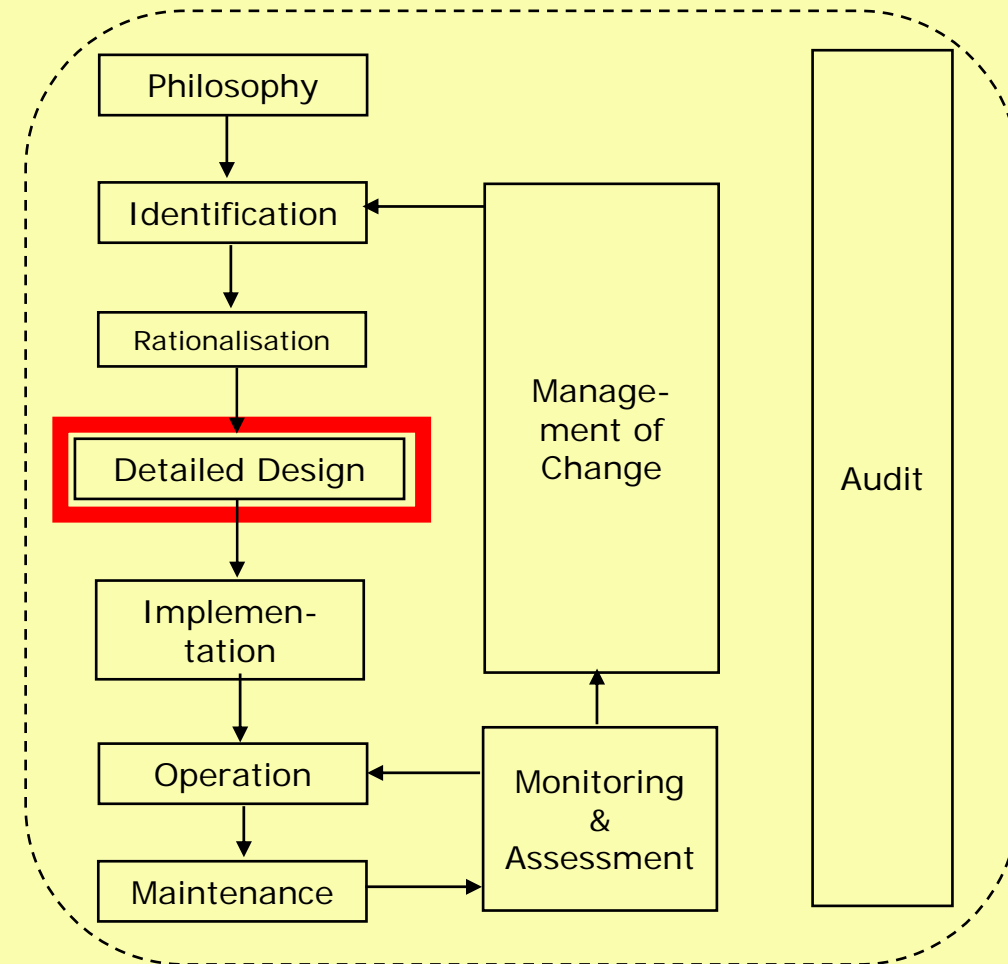 Philosophy
Identification
Rationalisation
Detailed Design
Implemen-
tation
Operation
Maintenance
Manage-
ment of
Change
Monitoring
&
Assessment
Audit